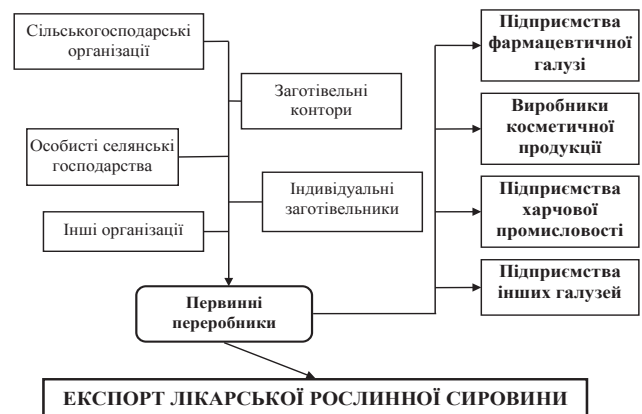 Сільськогосподарські
організації
Заготівельні
контори
Особисті селянські
господарства
Індивідуальні
заготівельники
Інші організації
Первинні
переробники
Підприємства
фармацевтичної
галузі
Виробники
косметичної
продукції
Підприємства
харчової
промисловості
Підприємства
інших галузей
ЕКСПОРТ ЛІКАРСЬКОЇ РОСЛИННОЇ СИРОВИНИ